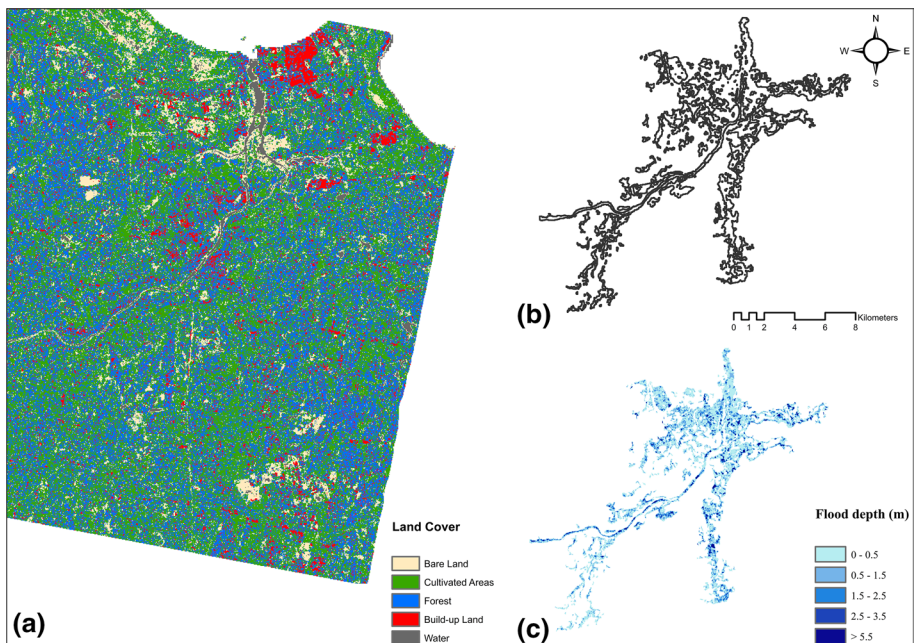 Land Cover
Bare Land
Cultivated Areas
Forest
Build-up Land
Water
(a)
N
W E
S
(b)
Kilometers
0 1 2 4 6 8
Flood depth (m)
0 - 0.5
0.5 - 1.5
1.5 - 2.5
2.5 - 3.5
> 5.5
(c)